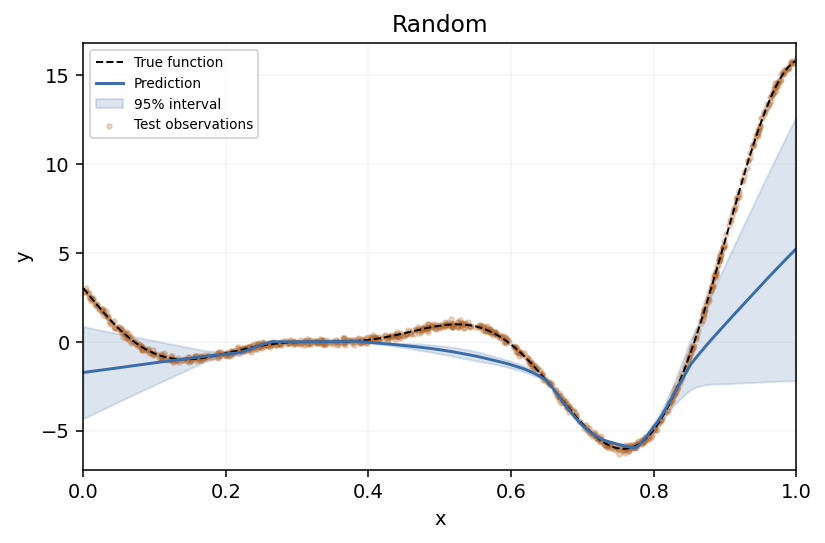 Random
True function
Prediction
95% interval
Test observations
15
10
5
0
−5
y
0.0 0.2 0.4 0.6 0.8 1.0
x